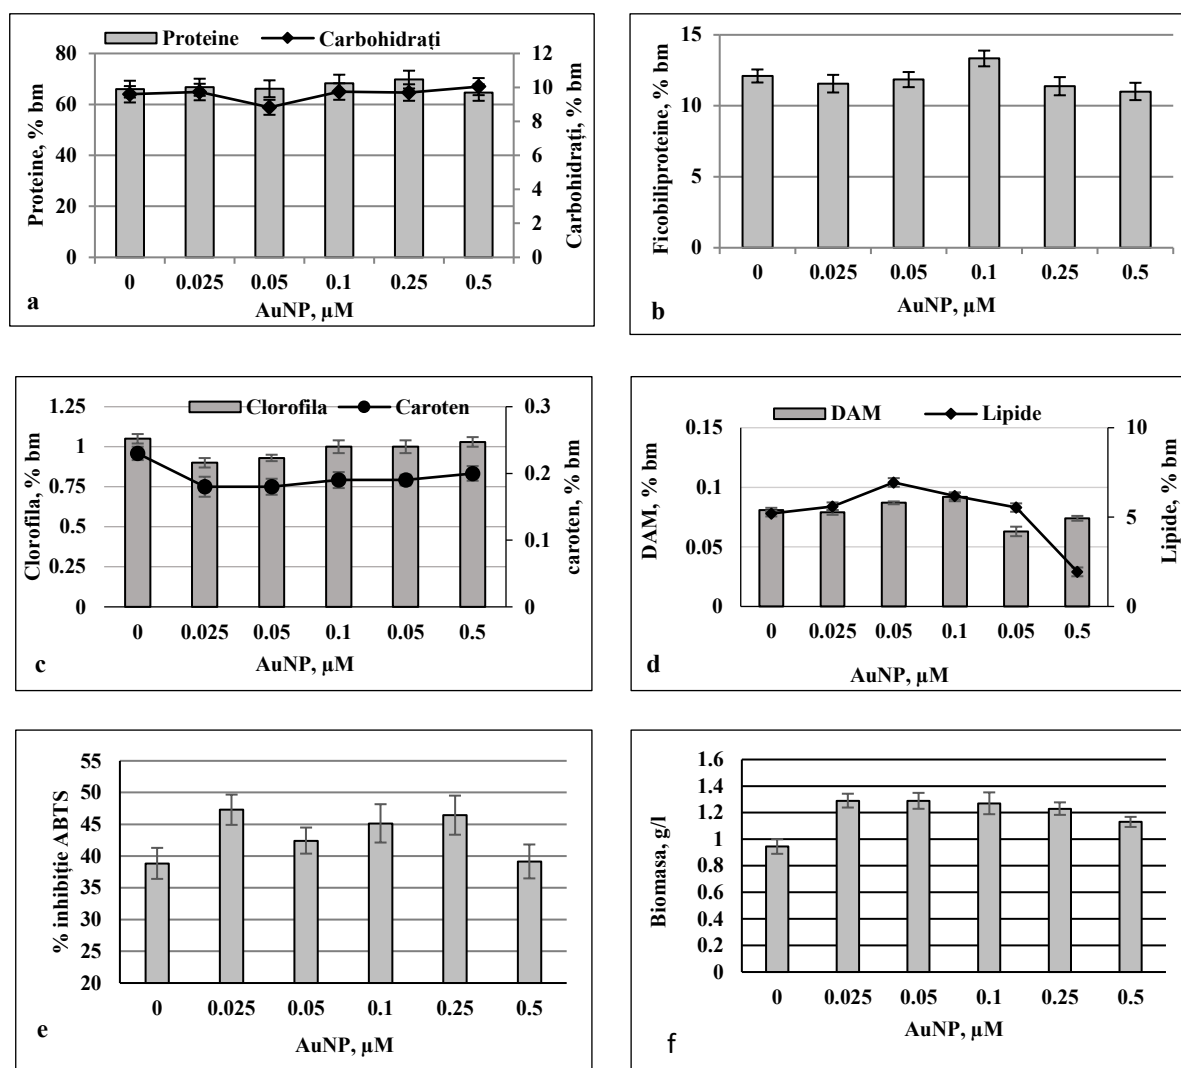 Proteine Carbohidrați
Proteine, % bm
80
60
40
20
0
Carbohidrați, % bm
12
10
8
6
4
2
0
0 0.025 0.05 0.1 0.25 0.5
AuNP, µM
a
Ficobiliproteine, % bm
15
10
5
0
0 0.025 0.05 0.1 0.25 0.5
AuNP, µM
b
Clorofila Caroten
Clorofila, % bm
1.25
1
0.75
0.5
0.25
0
caroten, % bm
0.3
0.2
0.1
0
0 0.025 0.05 0.1 0.05 0.5
AuNP, µM
c
DAM Lipide
DAM, % bm
0.15
0.1
0.05
0
Lipide, % bm
10
5
0
0 0.025 0.05 0.1 0.05 0.5
AuNP, µM
d
% inhibiție ABTS
55
50
45
40
35
30
25
20
0 0.025 0.05 0.1 0.25 0.5
AuNP, µM
e
Biomasa, g/l
1.6
1.4
1.2
1
0.8
0.6
0.4
0.2
0
0 0.025 0.05 0.1 0.25 0.5
AuNP, µM
f